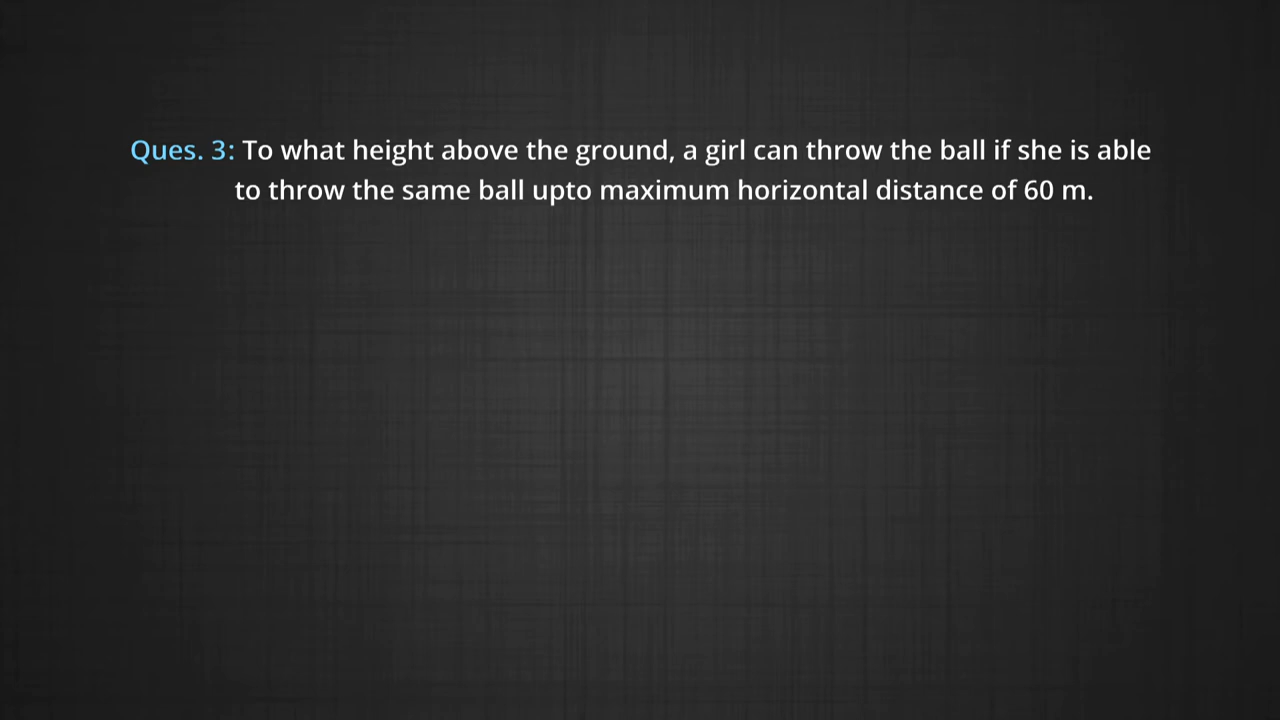 Ques. 3: To what height above the ground, a girl can throw the ball if she is able
to throw the same ball upto maximum horizontal distance of 60 m.